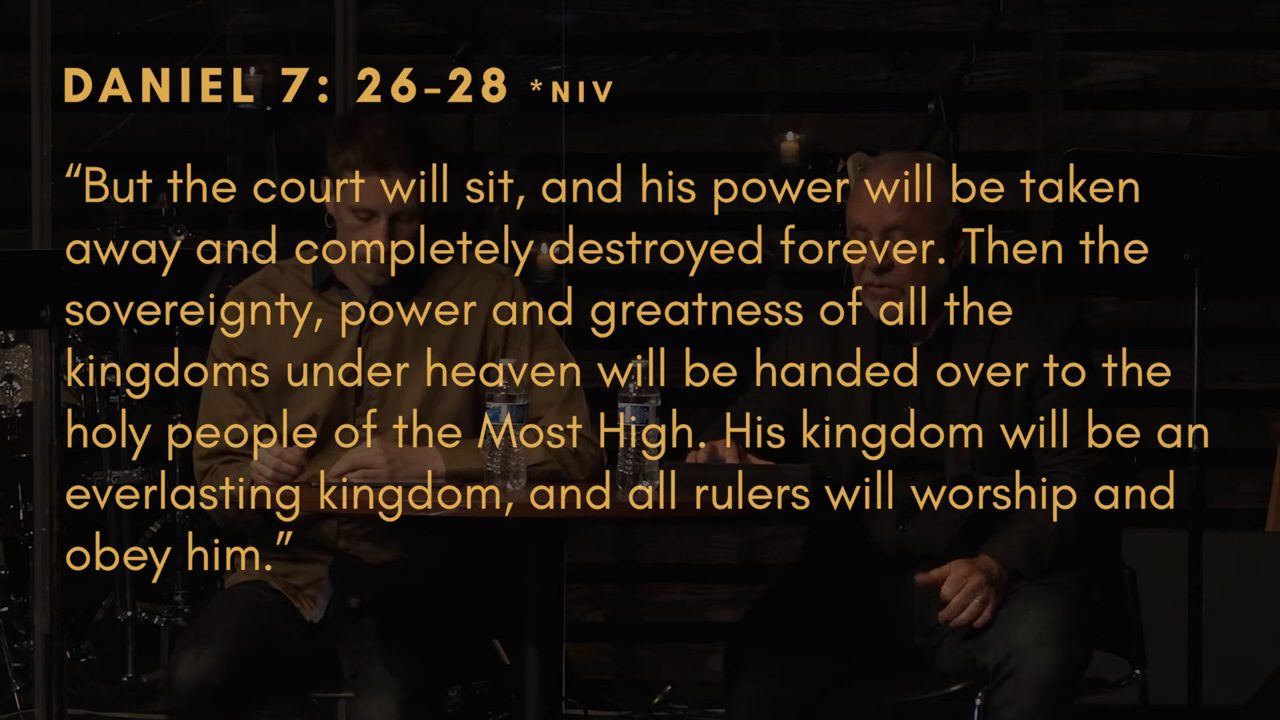 DANIEL 7: 26-28 *NIV
“But the court will sit, and his power will be taken
away and completely destroyed forever. Then the
sovereignty, power and greatness of all the
kingdoms under heaven will be handed over to the
holy people of the Most High. His kingdom will be an
everlasting kingdom, and all rulers will worship and
obey him.”